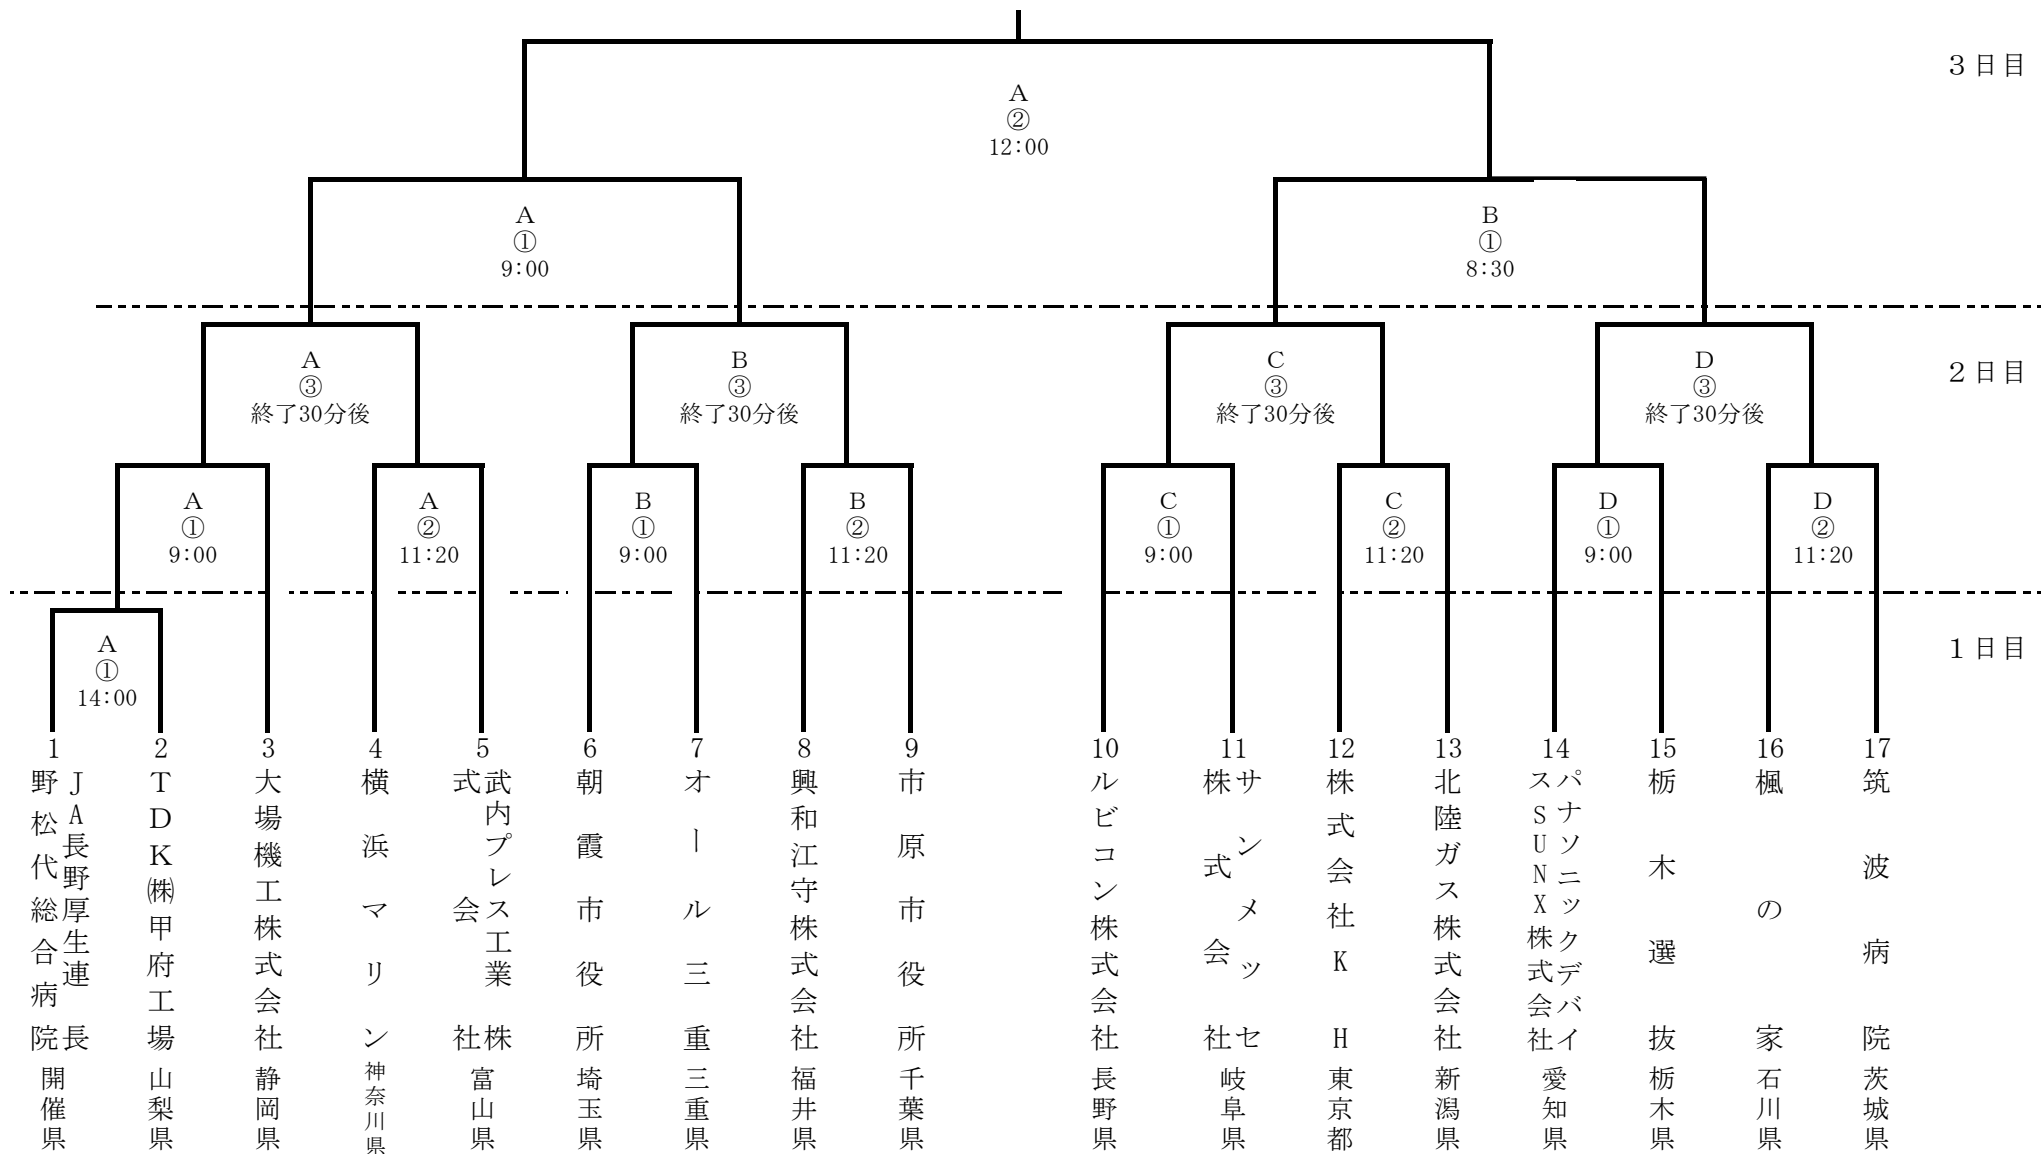 3日目
A
②
12:00
A
①
9:00
B
①
8:30
2日目
A
③
終了30分後
B
③
終了30分後
C
③
終了30分後
D
③
終了30分後
A
①
9:00
A
②
11:20
B
①
9:00
B
②
11:20
C
①
9:00
C
②
11:20
D
①
9:00
D
②
11:20
1日目
A
①
14:00
1
JA長野厚生連 長
野松代総合病院
開催県
2
TDK㈱甲府工場
山梨県
3
大場機工株式会社
静岡県
4
横浜マリン
神奈川県
5
武内プレス工業 株
式会社
富山県
6
朝霞市役所
埼玉県
7
オール三重
三重県
8
興和江守株式会社
福井県
9
市原市役所
千葉県
10
ルビコン株式会社
長野県
11
サンメッセ
株式会社
岐阜県
12
株式会社KH
東京都
13
北陸ガス株式会社
新潟県
14
パナソニックデバイ
スSUNX株式会社
愛知県
15
栃木選抜
栃木県
16
楓の家
石川県
17
筑波病院
茨城県